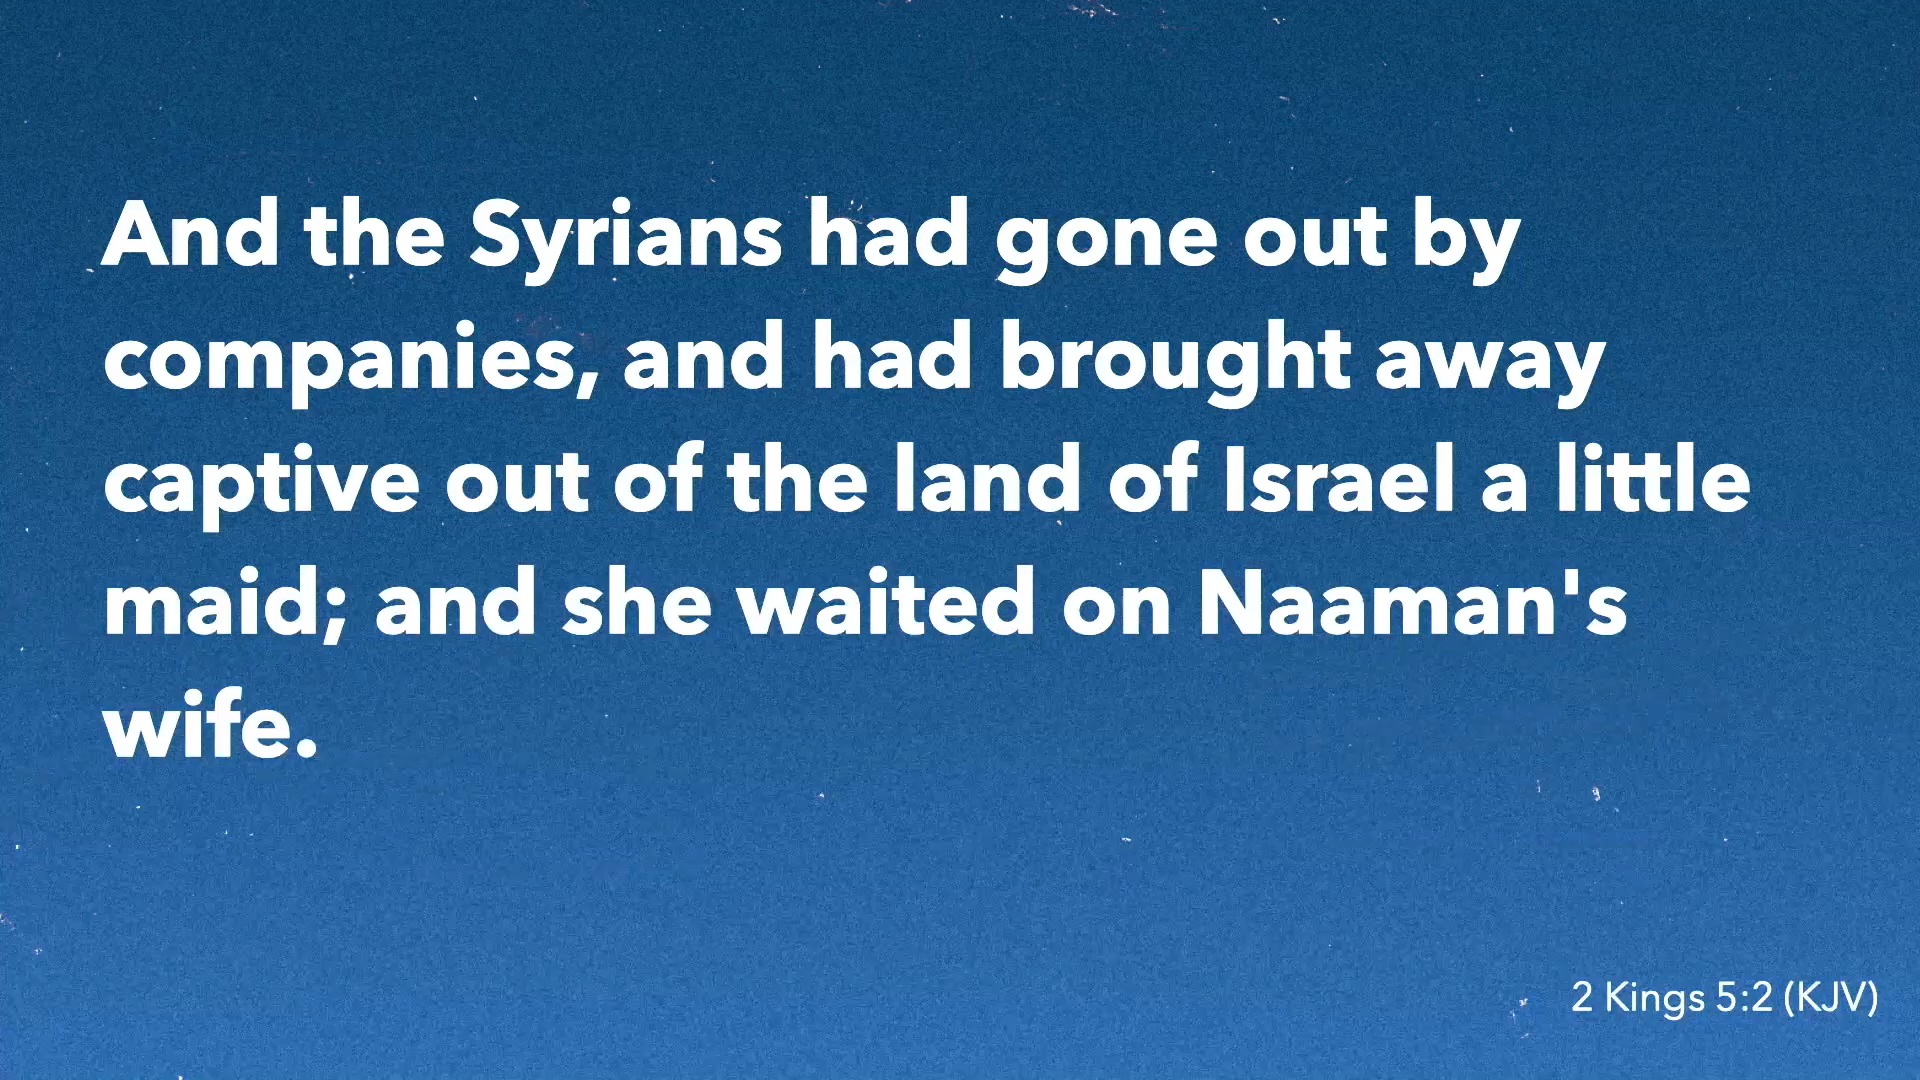 And the Syrians had gone out by
companies, and had brought away
captive out of the land of Israel a little
maid; and she waited on Naaman's
wife.
2 Kings 5:2 (KJV)